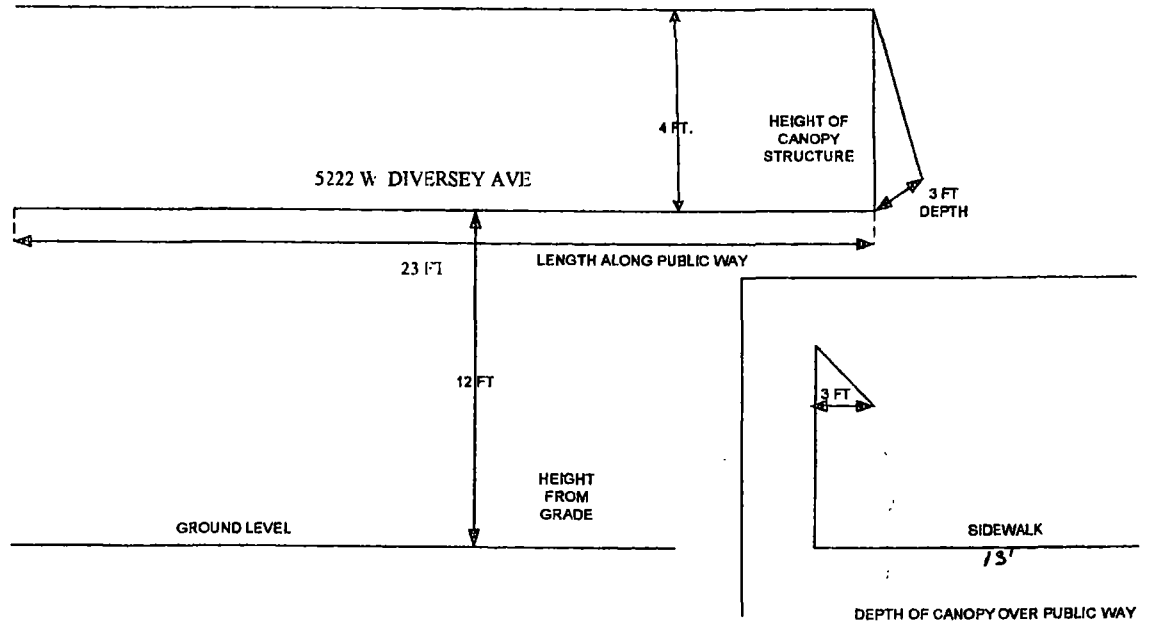 4 FT.
HEIGHT OF
CANOPY
STRUCTURE
5222 W DIVERSEY AVE
3 FT
DEPTH
23 FT
LENGTH ALONG PUBLIC WAY
12 FT
3 FT
HEIGHT
FROM
GRADE
GROUND LEVEL
SIDEWALK
13'
DEPTH OF CANOPY OVER PUBLIC WAY